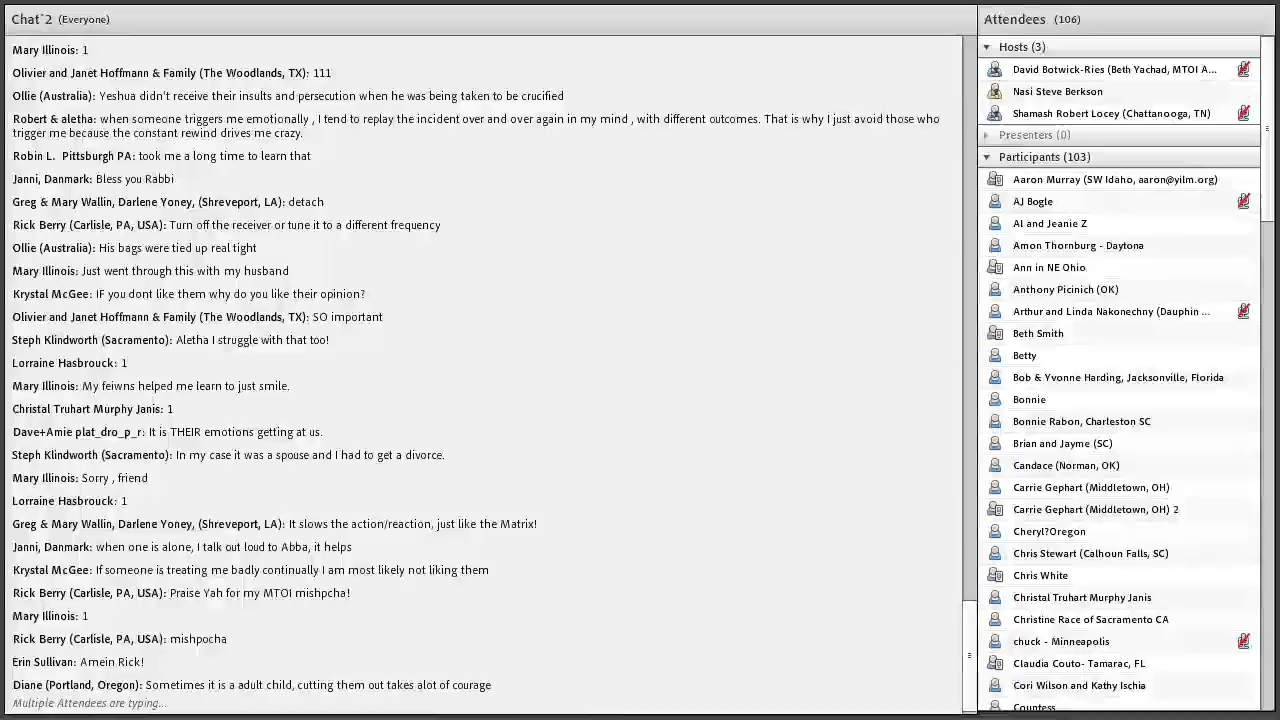 Chat 2 (Everyone)
Mary Illinois: 1
Olivier and Janet Hoffmann & Family (The Woodlands, TX): 111
Ollie (Australia): Yeshua didn't receive their insults and persecution when he was being taken to be crucified
Robert & aletha: when someone triggers me emotionally , I tend to replay the incident over and over again in my mind , with different outcomes. That is why I just avoid those who
trigger me because the constant rewind drives me crazy.
Robin L. Pittsburgh PA: took me a long time to learn that
Janni, Danmark: Bless you Rabbi
Greg & Mary Wallin, Darlene Yoney, (Shreveport, LA): detach
Rick Berry (Carlisle, PA, USA): Turn off the receiver or tune it to a different frequency
Ollie (Australia): His bags were tied up real tight
Mary Illinois: Just went through this with my husband
Krystal McGee: IF you dont like them why do you like their opinion?
Olivier and Janet Hoffmann & Family (The Woodlands, TX): SO important
Steph Klindworth (Sacramento): Aletha I struggle with that too!
Lorraine Hasbrouck: 1
Mary Illinois: My feiwns helped me learn to just smile.
Christal Truhart Murphy Janis: 1
Dave+Amie plat_dro_p_r: It is THEIR emotions getting at us.
Steph Klindworth (Sacramento): In my case it was a spouse and I had to get a divorce.
Mary Illinois: Sorry , friend
Lorraine Hasbrouck: 1
Greg & Mary Wallin, Darlene Yoney, (Shreveport, LA): It slows the action/reaction, just like the Matrix!
Janni, Danmark: when one is alone, I talk out loud to Abba, it helps
Krystal McGee: If someone is treating me badly continually I am most likely not liking them
Rick Berry (Carlisle, PA, USA): Praise Yah for my MTOI mishpcha!
Mary Illinois: 1
Rick Berry (Carlisle, PA, USA): mishpocha
Erin Sullivan: Amein Rick!
Diane (Portland, Oregon): Sometimes it is a adult child cutting them out takes alot of courage
Multiple Attendees are typing...
Attendees (106)
Hosts (3)
David Botwick-Ries (Beth Yachad, MTOI A...
Nasi Steve Berkson
Shamash Robert Locey (Chattanooga, TN)
Presenters (0)
Participants (103)
Aaron Murray (SW Idaho, aaron@yilm.org)
AJ Bogle
Al and Jeanie Z
Amon Thornburg - Daytona
Ann in NE Ohio
Anthony Picinich (OK)
Arthur and Linda Nakonechny (Dauphin ...
Beth Smith
Betty
Bob & Yvonne Harding, Jacksonville, Florida
Bonnie
Bonnie Rabon, Charleston SC
Brian and Jayme (SC)
Candace (Norman, OK)
Carrie Gephart (Middletown, OH)
Carrie Gephart (Middletown, OH) 2
Cheryl?Oregon
Chris Stewart (Calhoun Falls, SC)
Chris White
Christal Truhart Murphy Janis
Christine Race of Sacramento CA
chuck - Minneapolis
Claudia Couto- Tamarac, FL
Cori Wilson and Kathy Ischia
Countess